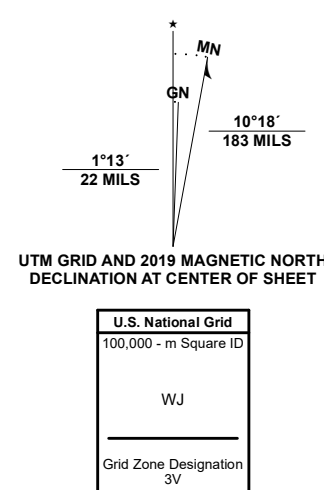 ★
MN
GN
10°18´
183 MILS
1°13´
22 MILS
UTM GRID AND 2019 MAGNETIC NORTH
DECLINATION AT CENTER OF SHEET
U.S. National Grid
100,000 - m Square ID
WJ
Grid Zone Designation
3V